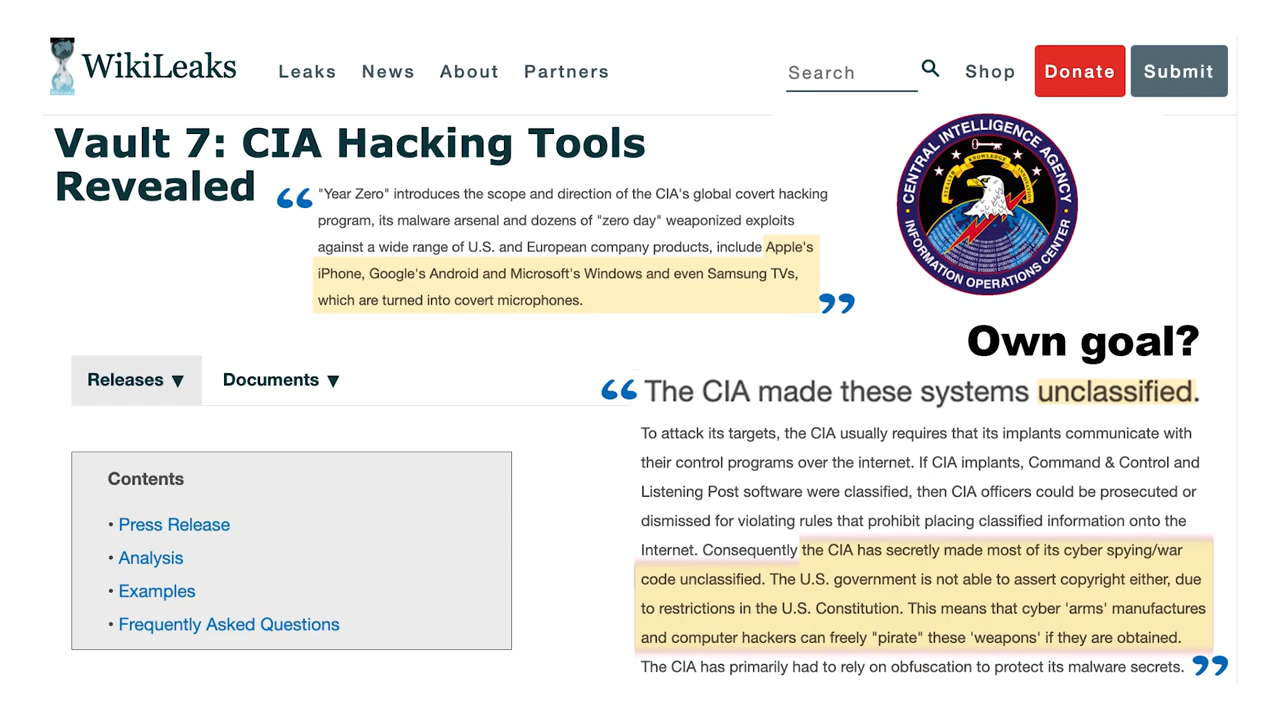 WikiLeaks Leaks News About Partners Search Shop Donate Submit
Vault 7: CIA Hacking Tools
Revealed
“
"Year Zero" introduces the scope and direction of the CIA's global covert hacking
program, its malware arsenal and dozens of "zero day" weaponized exploits
against a wide range of U.S. and European company products, include Apple's
iPhone, Google's Android and Microsoft's Windows and even Samsung TVs,
which are turned into covert microphones.
”
CENTRAL INTELLIGENCE AGENCY
INFORMATION OPERATIONS CENTER
Own goal?
Releases ▼ Documents ▼
“ The CIA made these systems unclassified.
To attack its targets, the CIA usually requires that its implants communicate with
their control programs over the internet. If CIA implants, Command & Control and
Listening Post software were classified, then CIA officers could be prosecuted or
dismissed for violating rules that prohibit placing classified information onto the
Internet. Consequently the CIA has secretly made most of its cyber spying/war
code unclassified. The U.S. government is not able to assert copyright either, due
to restrictions in the U.S. Constitution. This means that cyber 'arms' manufactures
and computer hackers can freely "pirate" these 'weapons' if they are obtained.
The CIA has primarily had to rely on obfuscation to protect its malware secrets. ”
Contents
• Press Release
• Analysis
• Examples
• Frequently Asked Questions